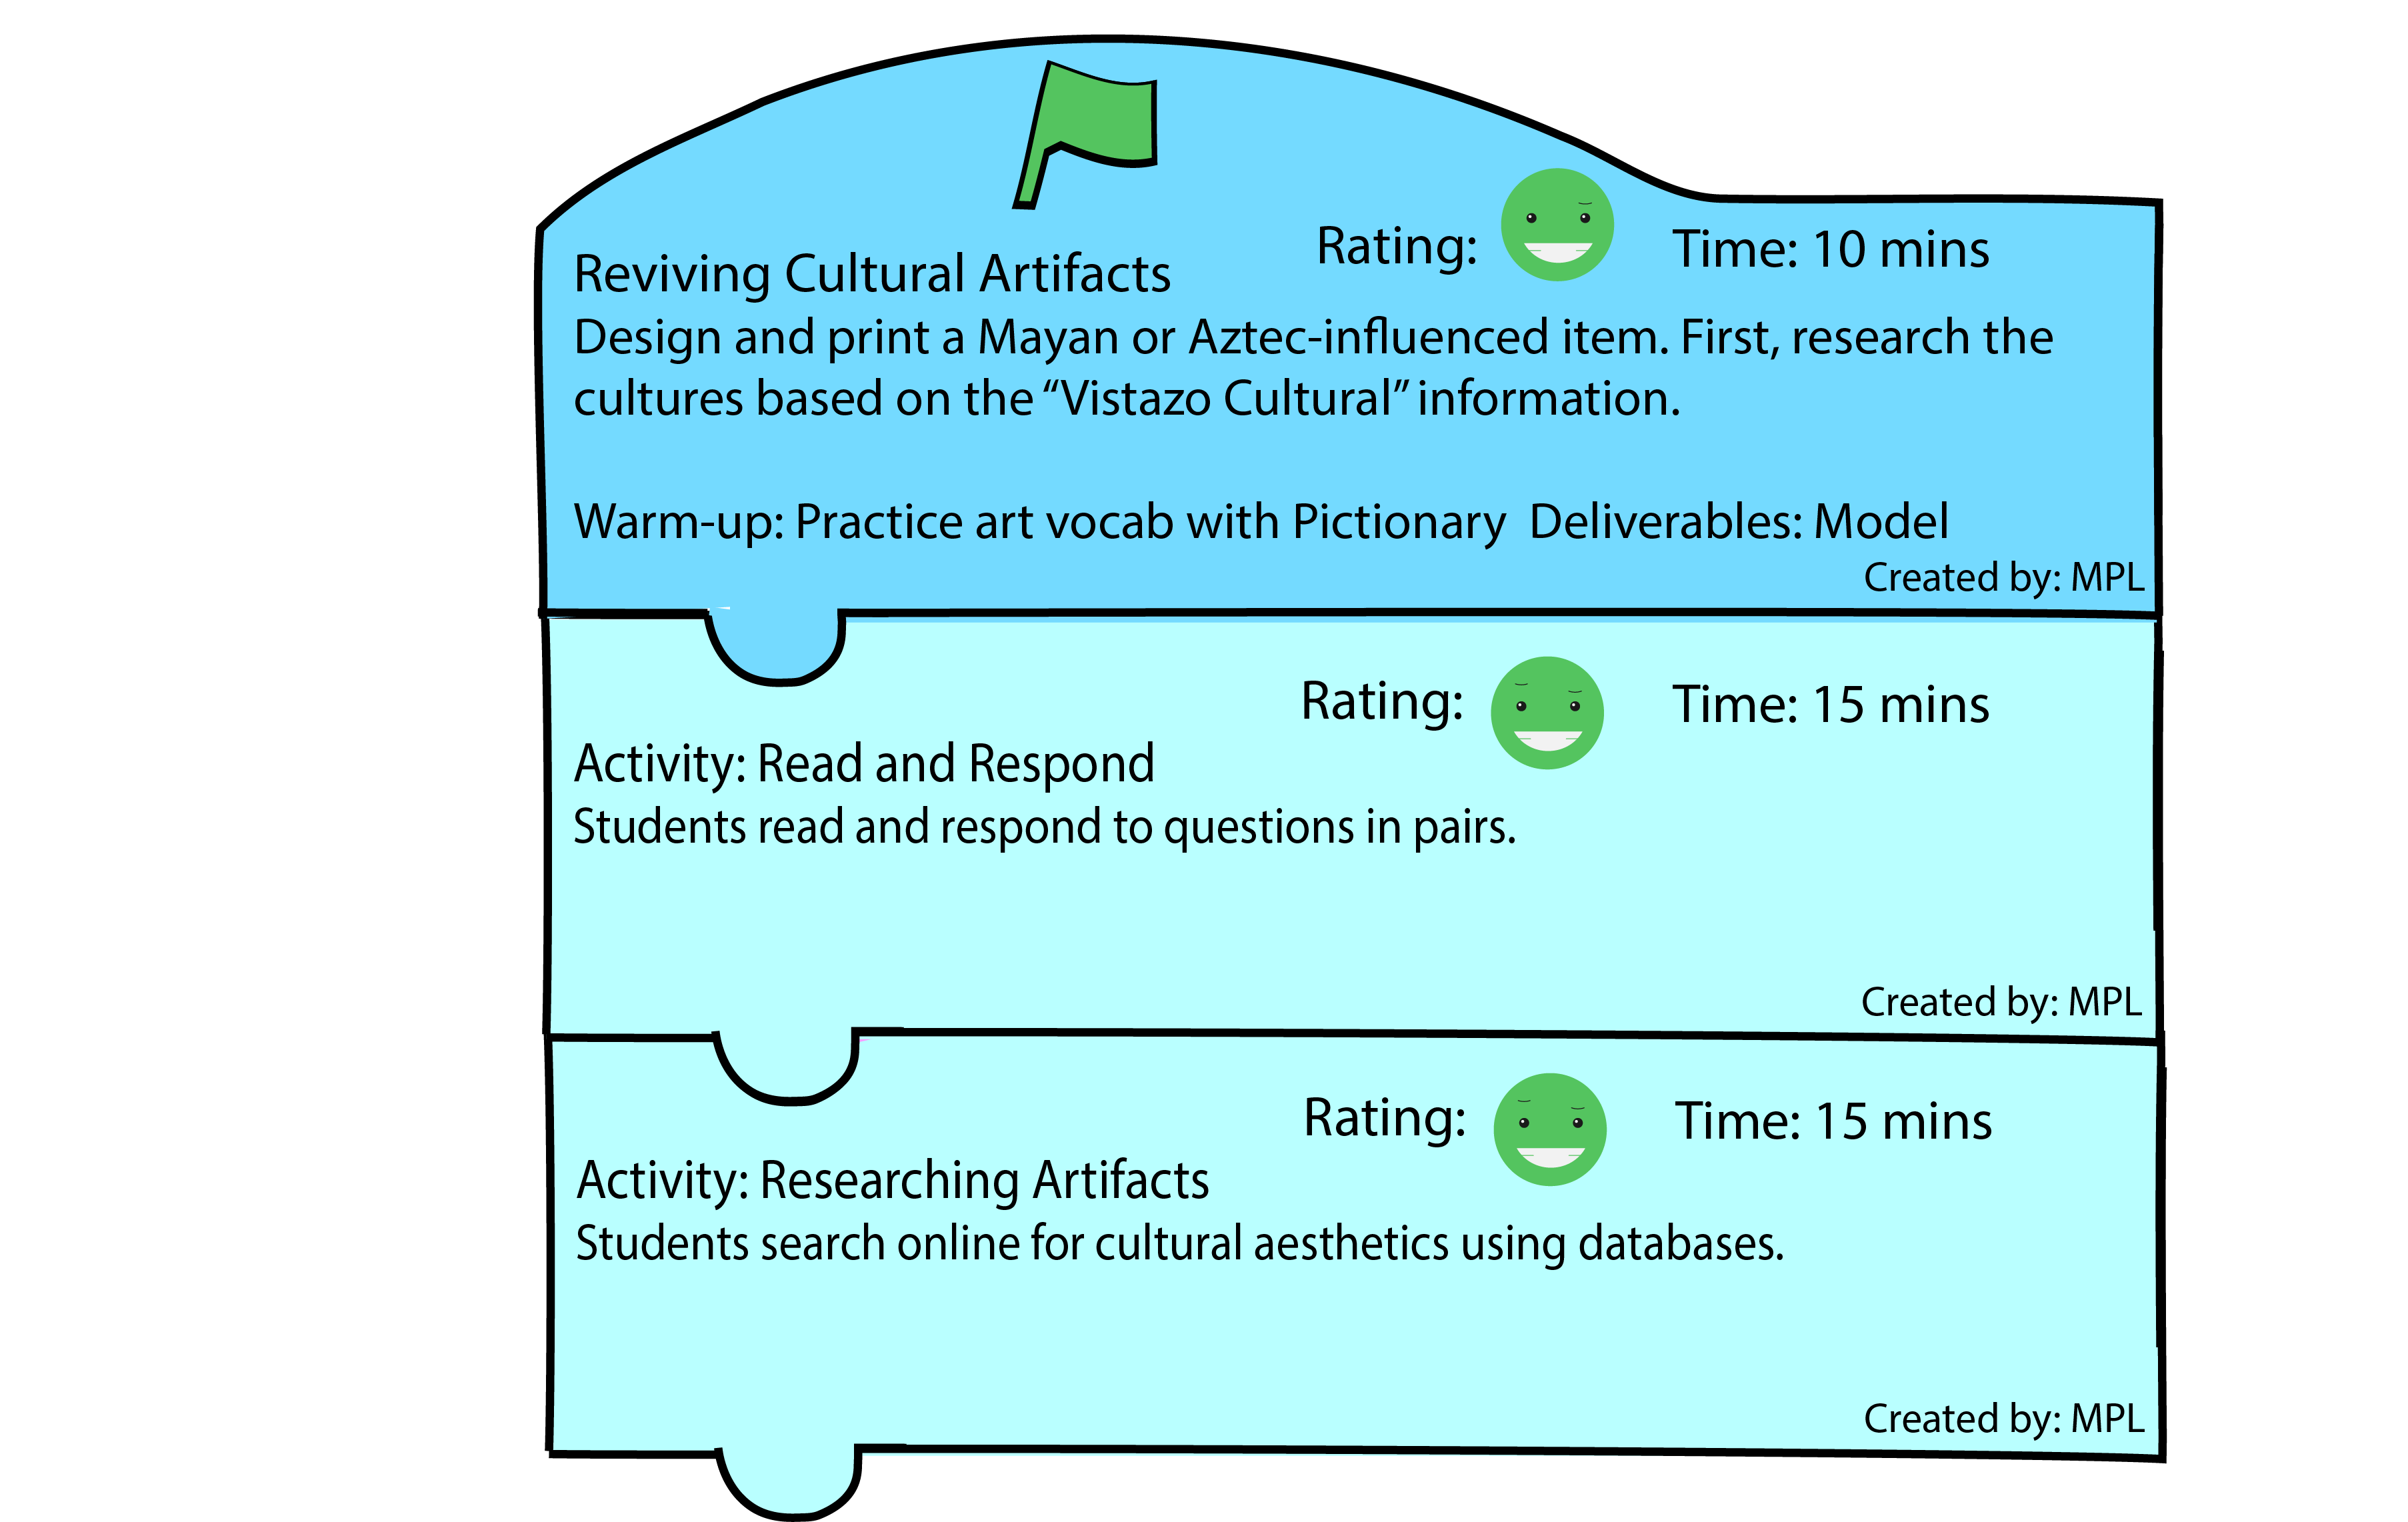 Rating:
Time: 10 mins
Reviving Cultural Artifacts
Design and print a Mayan or Aztec-influenced item. First, research the
cultures based on the “Vistazo Cultural” information.
Warm-up: Practice art vocab with Pictionary  Deliverables: Model
Created by: MPL
Rating:
Time: 15 mins
Activity: Read and Respond
Students read and respond to questions in pairs.
Created by: MPL
Rating:
Time: 15 mins
Activity: Researching Artifacts
Students search online for cultural aesthetics using databases.
Created by: MPL